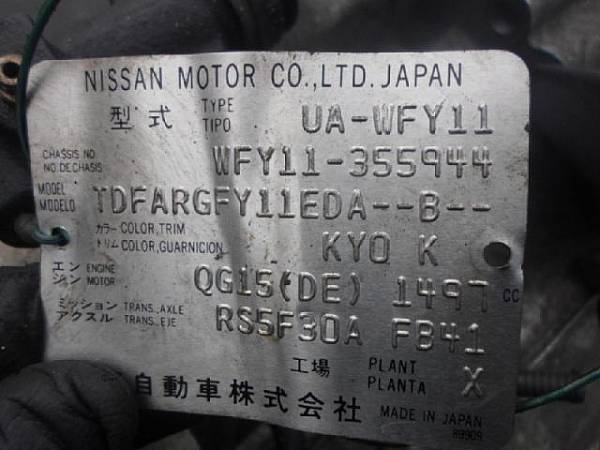 NISSAN MOTOR CO.,LTD. JAPAN
型式 TYPE TIPO UA-WFY11
CHASSIS NO NO.DE CHASIS WFY11-355944
MODEL MODELO TDFARGFY11EDA--B--
カラー COLOR,TRIM
トリム COLOR,GUARNICION KYO K
エン ENGINE
ジン MOTOR QG15(DE) 1497 CC
ミッション TRANS.,AXLE
アクスル TRANS.,EJE RS5F30A FB41
工場 PLANT PLANTA X
自動車株式会社 MADE IN JAPAN
89909